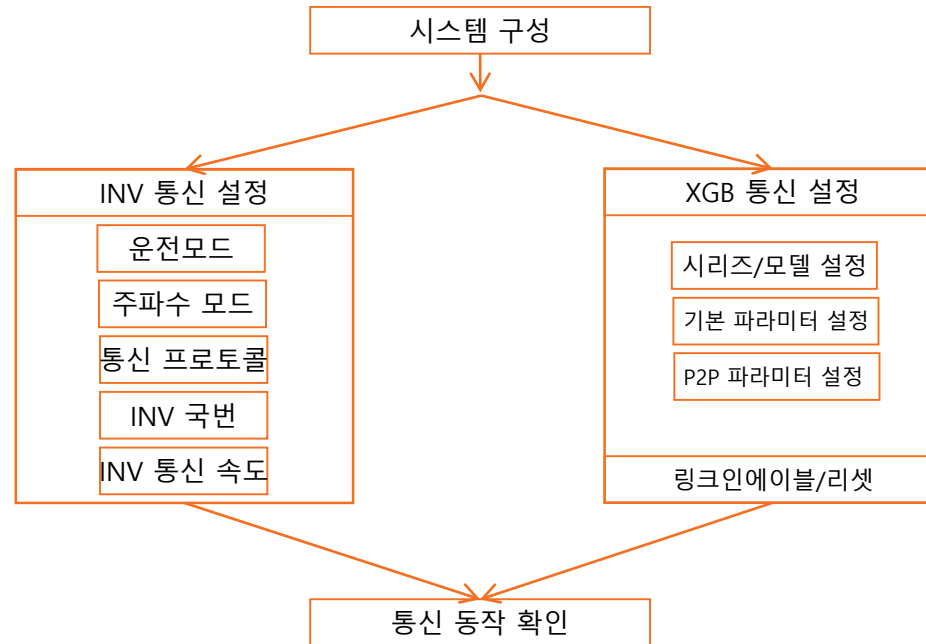 시스템 구성
INV 통신 설정
운전모드
주파수 모드
통신 프로토콜
INV 국번
INV 통신 속도
XGB 통신 설정
시리즈/모델 설정
기본 파라미터 설정
P2P 파라미터 설정
링크인에이블/리셋
통신 동작 확인